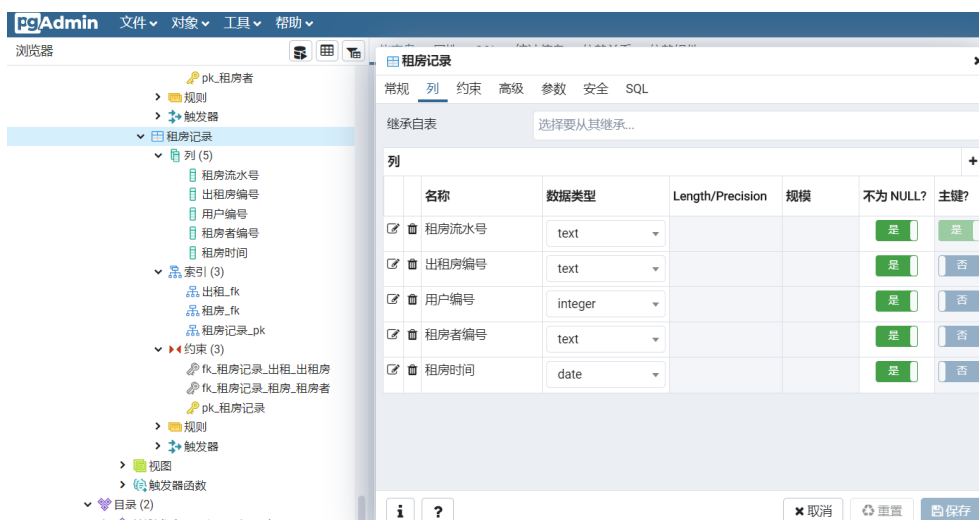 pgAdmin 文件 对象 工具 帮助
浏览器
pk_租房者
规则
触发器
租房记录
列 (5)
租房流水号
出租房编号
用户编号
租房者编号
租房时间
索引 (3)
出租_fk
租房_fk
租房记录_pk
约束 (3)
fk_租房记录_出租_出租房
fk_租房记录_租房_租房者
pk_租房记录
规则
触发器
视图
触发器函数
目录 (2)
租房记录
常规 列 约束 高级 参数 安全 SQL
继承自表 选择要从其继承...
列
名称 数据类型 Length/Precision 规模 不为 NULL? 主键?
租房流水号 text 是 是
出租房编号 text 是 否
用户编号 integer 是 否
租房者编号 text 是 否
租房时间 date 是 否
i ? 取消 重置 保存